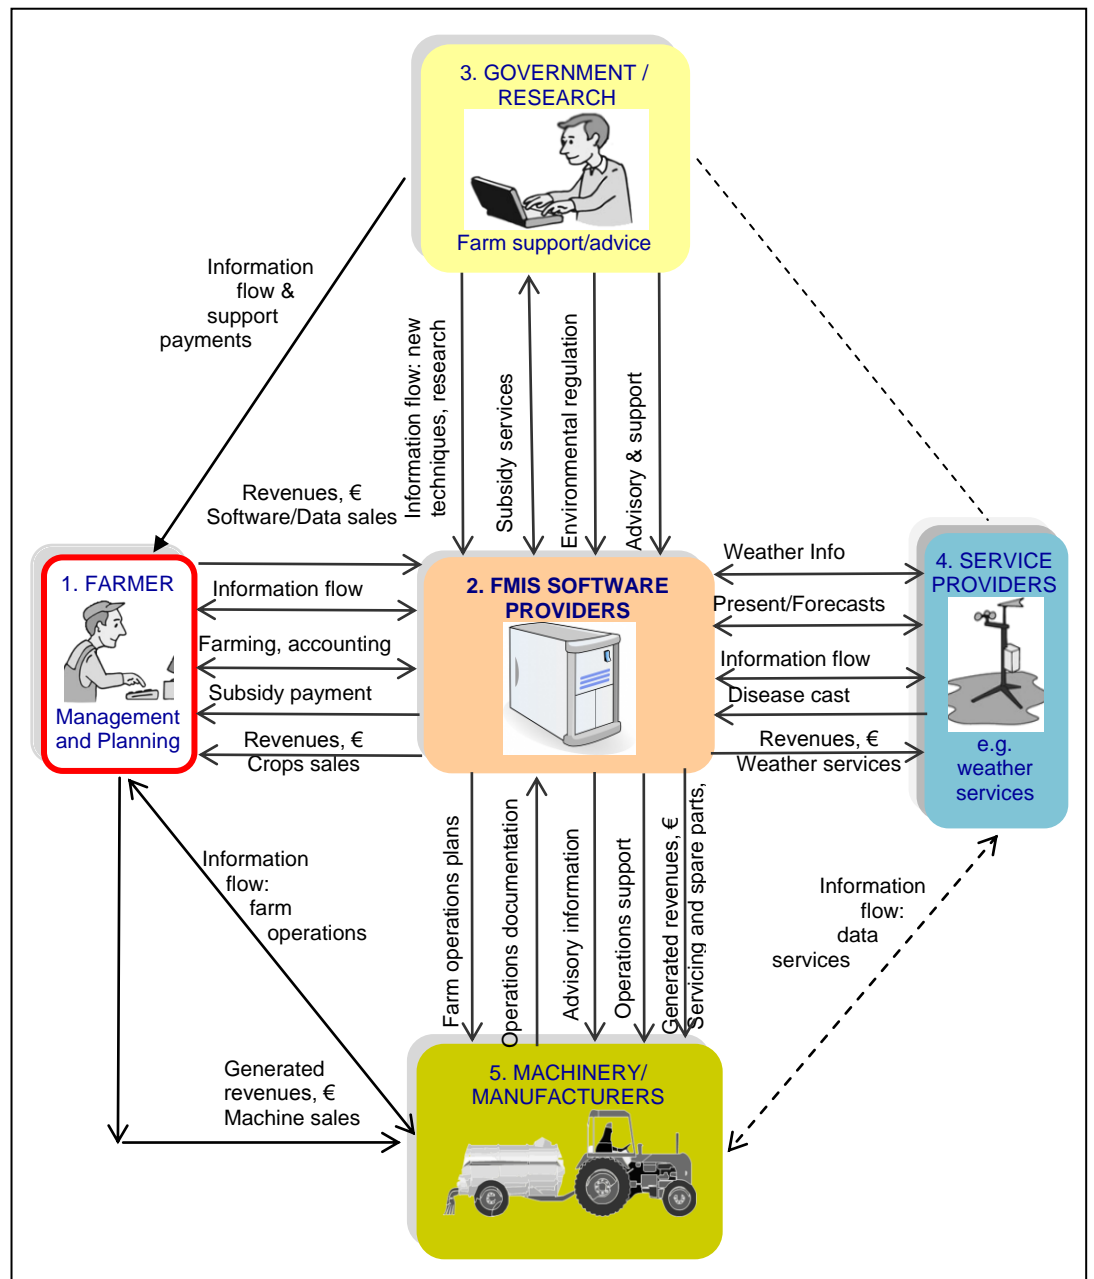 3. GOVERNMENT /
RESEARCH
Farm support/advice
Information
flow &
support
payments
Information flow: new
techniques, research
Subsidy services
Environmental regulation
Advisory & support
Revenues, €
Software/Data sales
1. FARMER
Management
and Planning
Information flow
Farming, accounting
Subsidy payment
Revenues, €
Crops sales
2. FMIS SOFTWARE
PROVIDERS
Weather Info
Present/Forecasts
Information flow
Disease cast
Revenues, €
Weather services
4. SERVICE
PROVIDERS
e.g.
weather
services
Information
flow:
farm
operations
Farm operations plans
Operations documentation
Advisory information
Operations support
Generated revenues, €
Servicing and spare parts,
Information
flow:
data
services
Generated
revenues, €
Machine sales
5. MACHINERY/
MANUFACTURERS